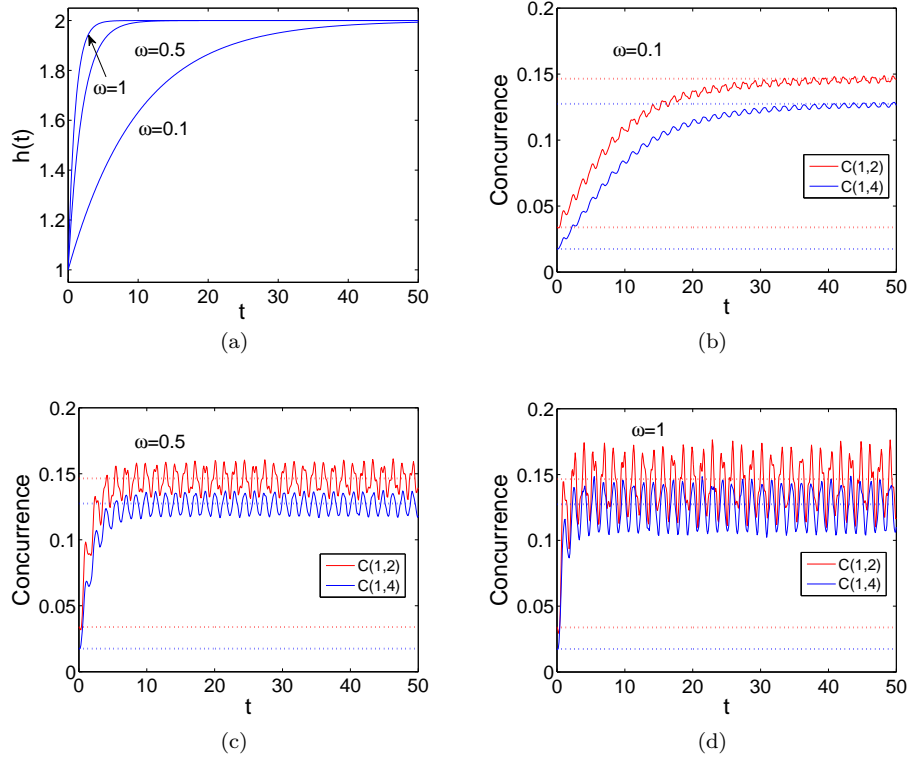 2
1.8
1.6
1.4
1.2
1
h(t)
ω=0.5
ω=1
ω=0.1
0 10 20 30 40 50
t
(a)
0.2
0.15
0.1
0.05
0
Concurrence
ω=0.1
C(1,2)
C(1,4)
0 10 20 30 40 50
t
(b)
0.2
0.15
0.1
0.05
0
Concurrence
ω=0.5
C(1,2)
C(1,4)
0 10 20 30 40 50
t
(c)
0.2
0.15
0.1
0.05
0
Concurrence
ω=1
C(1,2)
C(1,4)
0 10 20 30 40 50
t
(d)